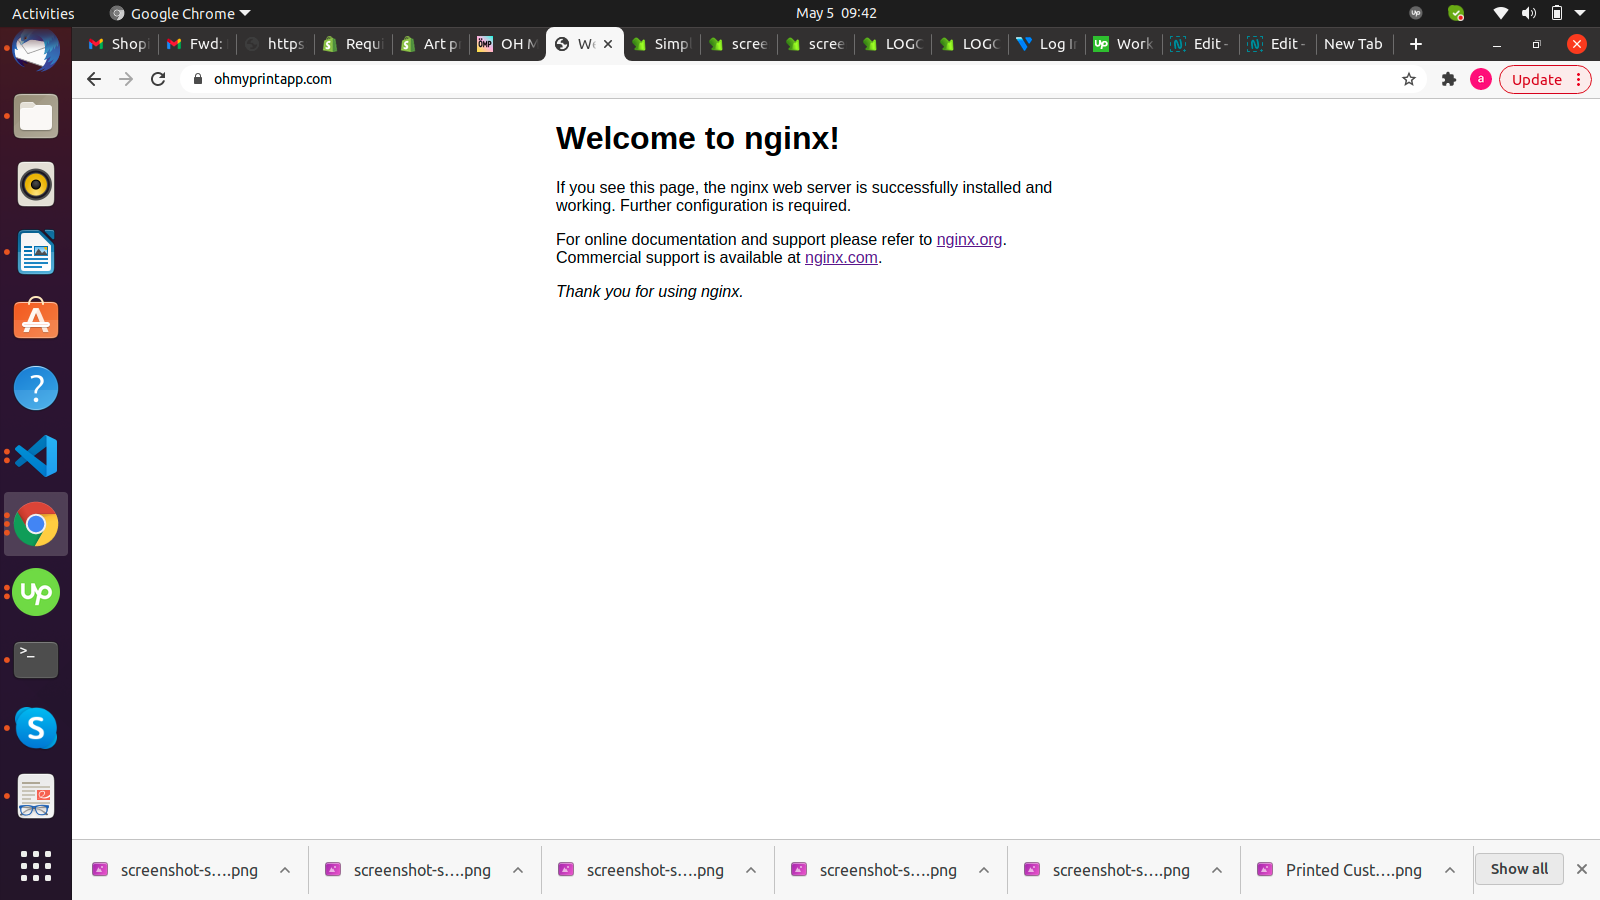 Activities
Google Chrome
May 5 09:42
Shopi
Fwd:
https
Requi
Art p
OH M
We
Simpl
scree
scree
LOGO
LOGO
Log I
Work
Edit -
Edit -
New Tab
ohmyprintapp.com
a
Update
Welcome to nginx!
If you see this page, the nginx web server is successfully installed and
working. Further configuration is required.
For online documentation and support please refer to nginx.org.
Commercial support is available at nginx.com.
Thank you for using nginx.
screenshot-s....png
screenshot-s....png
screenshot-s....png
screenshot-s....png
screenshot-s....png
Printed Cust....png
Show all